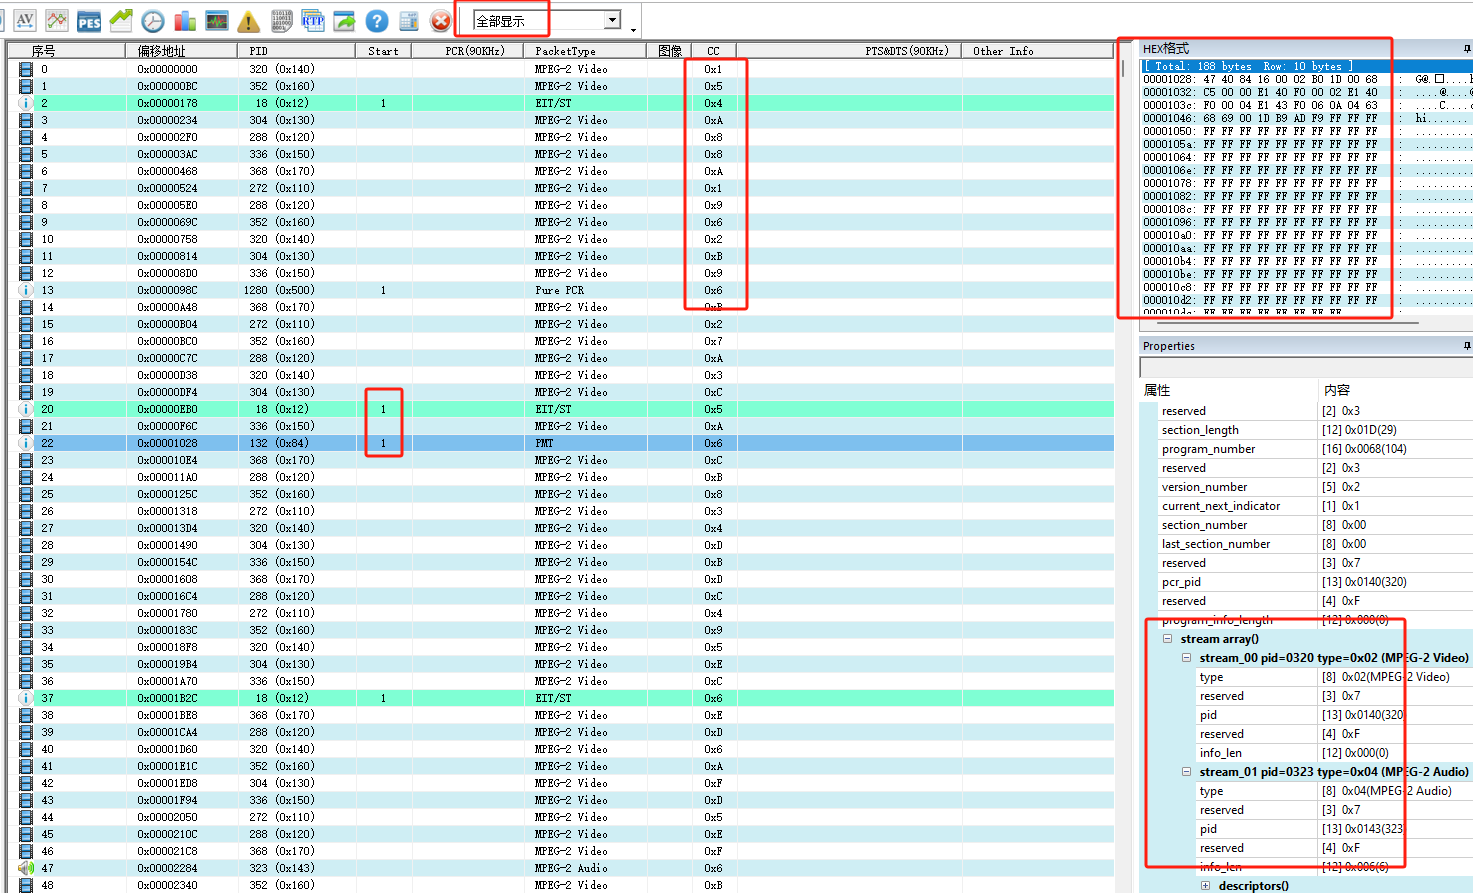 AV PES RTP ? 全部显示
序号 偏移地址 PID Start PCR(90KHz) PacketType 图像 CC PTS&DTS(90KHz) Other Info
0 0x00000000 320 (0x140) MPEG-2 Video 0x1
1 0x000000BC 352 (0x160) MPEG-2 Video 0x5
2 0x00000178 18 (0x12) 1 EIT/ST 0x4
3 0x00000234 304 (0x130) MPEG-2 Video 0xA
4 0x000002F0 288 (0x120) MPEG-2 Video 0x8
5 0x000003AC 336 (0x150) MPEG-2 Video 0x8
6 0x00000468 368 (0x170) MPEG-2 Video 0xA
7 0x00000524 272 (0x110) MPEG-2 Video 0x1
8 0x000005E0 288 (0x120) MPEG-2 Video 0x9
9 0x0000069C 352 (0x160) MPEG-2 Video 0x6
10 0x00000758 320 (0x140) MPEG-2 Video 0x2
11 0x00000814 304 (0x130) MPEG-2 Video 0xB
12 0x000008D0 336 (0x150) MPEG-2 Video 0x9
13 0x0000098C 1280 (0x500) 1 Pure PCR 0x6
14 0x00000A48 368 (0x170) MPEG-2 Video 0xB
15 0x00000B04 272 (0x110) MPEG-2 Video 0x2
16 0x00000BC0 352 (0x160) MPEG-2 Video 0x7
17 0x00000C7C 288 (0x120) MPEG-2 Video 0xA
18 0x00000D38 320 (0x140) MPEG-2 Video 0x3
19 0x00000DF4 304 (0x130) MPEG-2 Video 0xC
20 0x00000EB0 18 (0x12) 1 EIT/ST 0x5
21 0x00000F6C 336 (0x150) MPEG-2 Video 0xA
22 0x00001028 132 (0x84) 1 PMT 0x6
23 0x000010E4 368 (0x170) MPEG-2 Video 0xC
24 0x000011A0 288 (0x120) MPEG-2 Video 0xB
25 0x0000125C 352 (0x160) MPEG-2 Video 0x8
26 0x00001318 272 (0x110) MPEG-2 Video 0x3
27 0x000013D4 320 (0x140) MPEG-2 Video 0x4
28 0x00001490 304 (0x130) MPEG-2 Video 0xD
29 0x0000154C 336 (0x150) MPEG-2 Video 0xB
30 0x00001608 368 (0x170) MPEG-2 Video 0xD
31 0x000016C4 288 (0x120) MPEG-2 Video 0xC
32 0x00001780 272 (0x110) MPEG-2 Video 0x4
33 0x0000183C 352 (0x160) MPEG-2 Video 0x9
34 0x000018F8 320 (0x140) MPEG-2 Video 0x5
35 0x000019B4 304 (0x130) MPEG-2 Video 0xE
36 0x00001A70 336 (0x150) MPEG-2 Video 0xC
37 0x00001B2C 18 (0x12) 1 EIT/ST 0x6
38 0x00001BE8 368 (0x170) MPEG-2 Video 0xE
39 0x00001CA4 288 (0x120) MPEG-2 Video 0xD
40 0x00001D60 320 (0x140) MPEG-2 Video 0x6
41 0x00001E1C 352 (0x160) MPEG-2 Video 0xA
42 0x00001ED8 304 (0x130) MPEG-2 Video 0xF
43 0x00001F94 336 (0x150) MPEG-2 Video 0xD
44 0x00002050 272 (0x110) MPEG-2 Video 0x5
45 0x0000210C 288 (0x120) MPEG-2 Video 0xE
46 0x000021C8 368 (0x170) MPEG-2 Video 0xF
47 0x00002284 323 (0x143) MPEG-2 Audio 0x6
48 0x00002340 352 (0x160) MPEG-2 Video 0xB
HEX格式
[ Total: 188 bytes Row: 10 bytes ]
00001028: 47 40 84 16 00 02 B0 1D 00 68 : G@.
00001032: C5 00 00 E1 40 F0 00 02 E1 40 : ....@....@
0000103c: F0 00 04 E1 43 F0 06 0A 04 63 : ....C....c
00001046: 68 69 00 1D B9 AD F9 FF FF FF : hi........
00001050: FF FF FF FF FF FF FF FF FF FF : ..........
0000105a: FF FF FF FF FF FF FF FF FF FF : ..........
00001064: FF FF FF FF FF FF FF FF FF FF : ..........
0000106e: FF FF FF FF FF FF FF FF FF FF : ..........
00001078: FF FF FF FF FF FF FF FF FF FF : ..........
00001082: FF FF FF FF FF FF FF FF FF FF : ..........
0000108c: FF FF FF FF FF FF FF FF FF FF : ..........
00001096: FF FF FF FF FF FF FF FF FF FF : ..........
000010a0: FF FF FF FF FF FF FF FF FF FF : ..........
000010aa: FF FF FF FF FF FF FF FF FF FF : ..........
000010b4: FF FF FF FF FF FF FF FF FF FF : ..........
000010be: FF FF FF FF FF FF FF FF FF FF : ..........
000010c8: FF FF FF FF FF FF FF FF FF FF : ..........
000010d2: FF FF FF FF FF FF FF FF FF FF : ..........
000010dc: FF FF FF FF FF FF FF FF : ........
Properties
属性 内容
reserved [2] 0x3
section_length [12] 0x01D(29)
program_number [16] 0x0068(104)
reserved [2] 0x3
version_number [5] 0x2
current_next_indicator [1] 0x1
section_number [8] 0x00
last_section_number [8] 0x00
reserved [3] 0x7
pcr_pid [13] 0x0140(320)
reserved [4] 0xF
program_info_length [12] 0x000(0)
stream array()
stream_00 pid=0320 type=0x02 (MPEG-2 Video)
type [8] 0x02(MPEG-2 Video)
reserved [3] 0x7
pid [13] 0x0140(320)
reserved [4] 0xF
info_len [12] 0x000(0)
stream_01 pid=0323 type=0x04 (MPEG-2 Audio)
type [8] 0x04(MPEG-2 Audio)
reserved [3] 0x7
pid [13] 0x0143(323)
reserved [4] 0xF
info_len [12] 0x006(6)
descriptors()